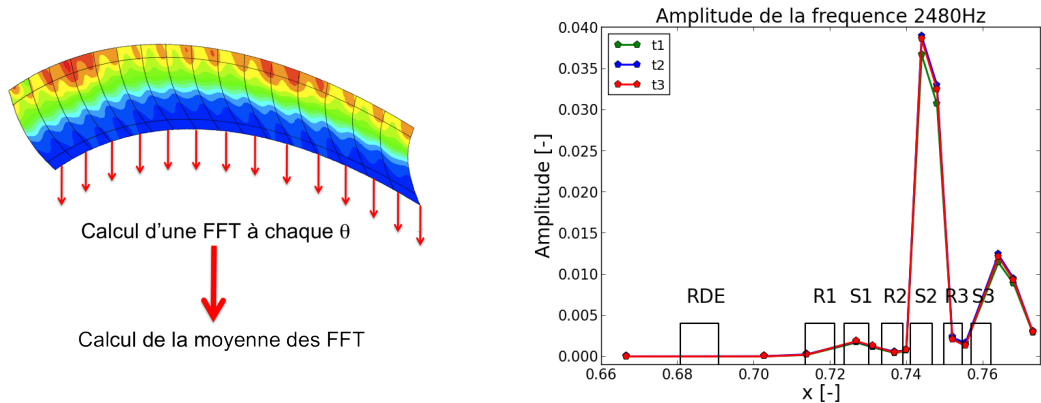 Calcul d'une FFT à chaque θ
Calcul de la moyenne des FFT
Amplitude de la frequence 2480Hz
t1
t2
t3
0.040
0.035
0.030
0.025
0.020
0.015
0.010
0.005
0.000
Amplitude [-]
RDE R1 S1 R2 S2 R3 S3
0.66 0.68 0.70 0.72 0.74 0.76
x [-]